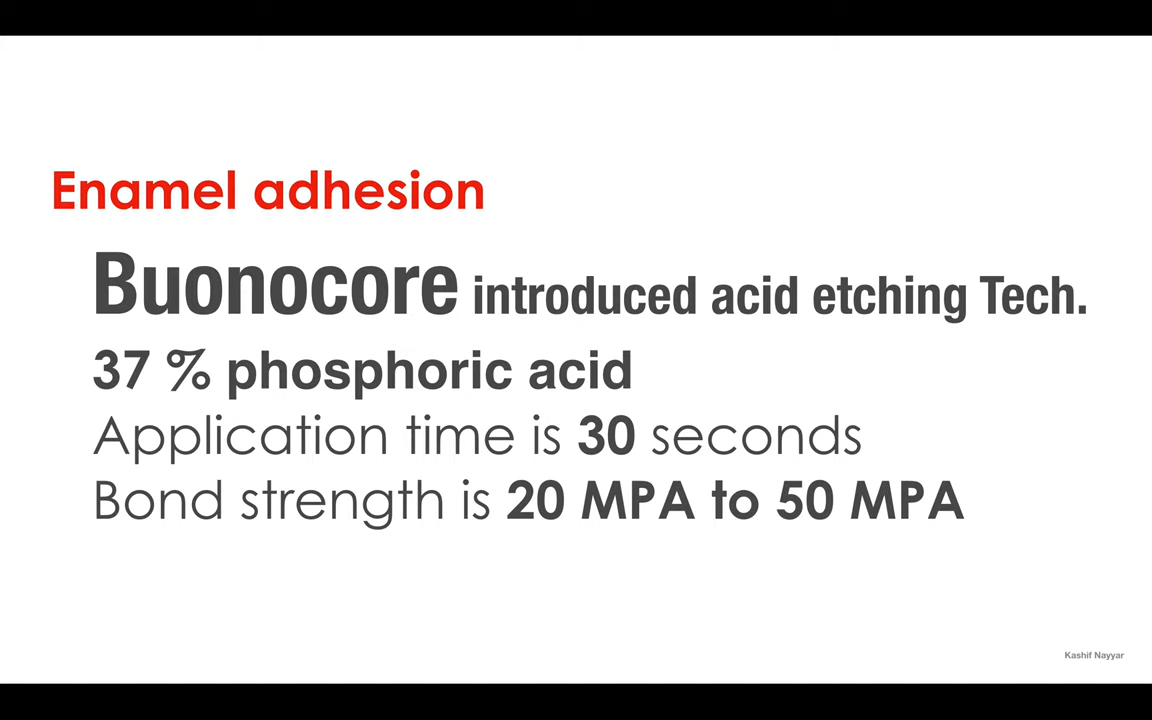 Enamel adhesion
Buonocore introduced acid etching Tech.
37 % phosphoric acid
Application time is 30 seconds
Bond strength is 20 MPA to 50 MPA
Kashif Nayyar